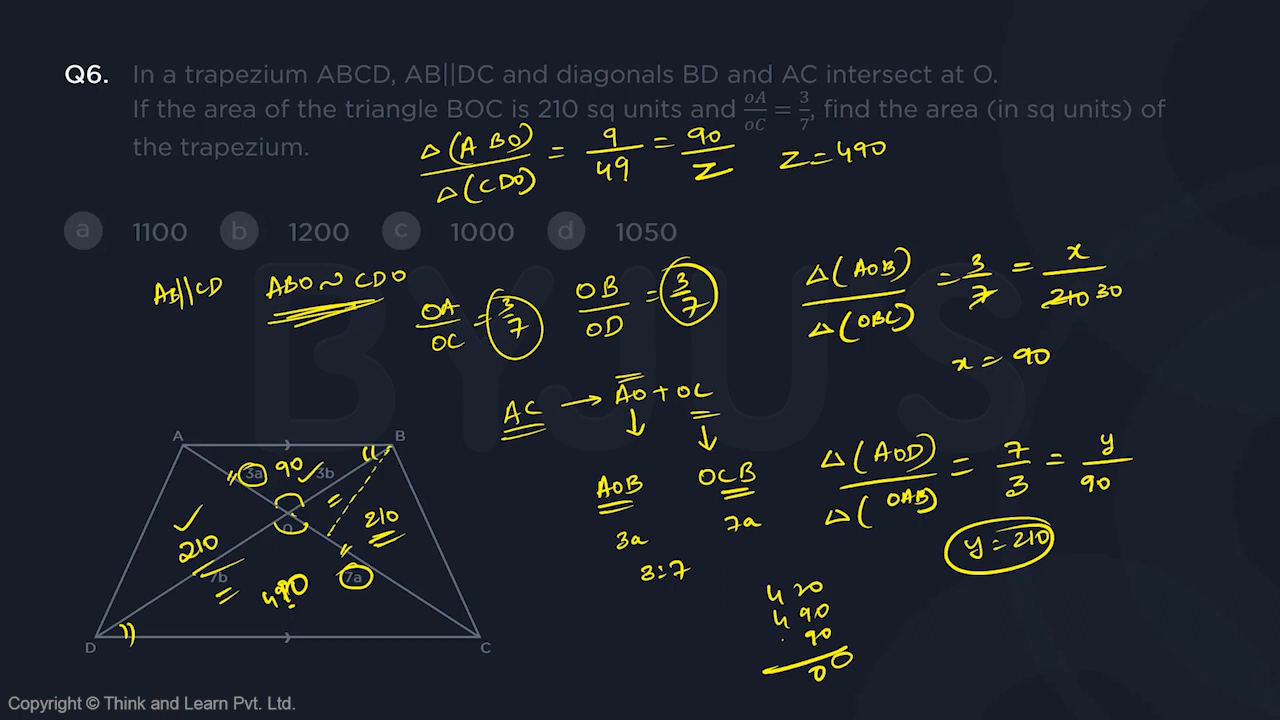 Q6. In a trapezium ABCD, AB||DC and diagonals BD and AC intersect at O.
If the area of the triangle BOC is 210 sq units and oA/oC = 3/7, find the area (in sq units) of
the trapezium.
Δ(ABO)/Δ(CDO) = 9/49 = 90/Z Z = 490
a 1100 b 1200 c 1000 d 1050
AB||CD ABO ~ CDO
OA/OC = 3/7 OB/OD = 3/7
Δ(AOB)/Δ(OBC) = 3/7 = x/210 30
x = 90
AC → AO + OC
↓ ↓
AOB OCB
3a 7a
3:7
Δ(AOD)/Δ(OAB) = 7/3 = y/90
y = 210
420
490
90
00
A B
3a 90 3b
O
210 210
7b 490 7a
D C
BYJU'S
Copyright © Think and Learn Pvt. Ltd.